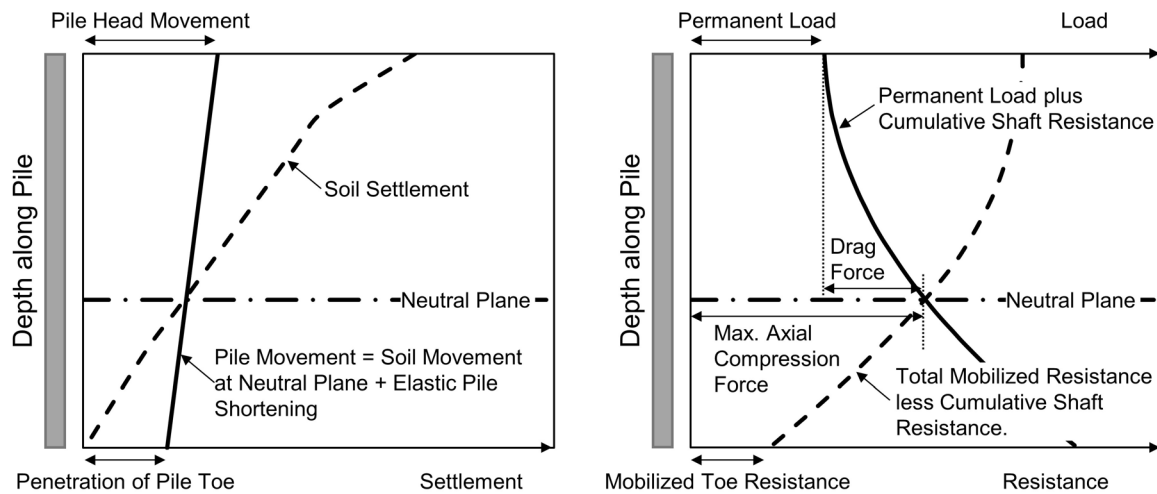 Pile Head Movement
Depth along Pile
Soil Settlement
Neutral Plane
Pile Movement = Soil Movement
at Neutral Plane + Elastic Pile
Shortening
Penetration of Pile Toe
Settlement
Permanent Load
Load
Depth along Pile
Permanent Load plus
Cumulative Shaft Resistance
Drag
Force
Neutral Plane
Max. Axial
Compression
Force
Total Mobilized Resistance
less Cumulative Shaft
Resistance.
Mobilized Toe Resistance
Resistance